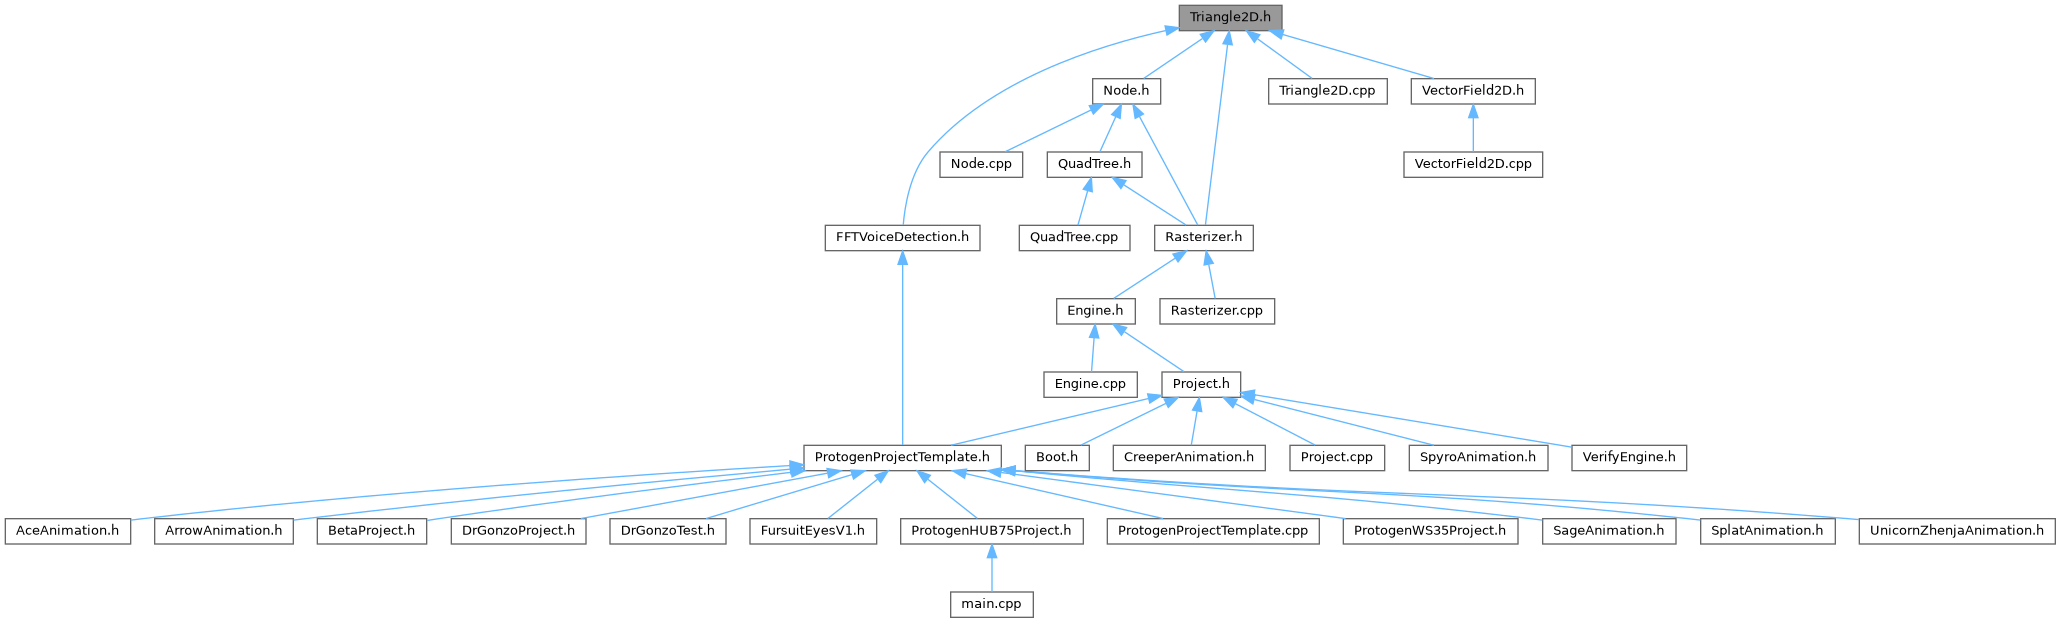 Triangle2D.h
Node.h
Triangle2D.cpp
VectorField2D.h
Node.cpp
QuadTree.h
VectorField2D.cpp
FFTVoiceDetection.h
QuadTree.cpp
Rasterizer.h
Engine.h
Rasterizer.cpp
Engine.cpp
Project.h
ProtogenProjectTemplate.h
Boot.h
CreeperAnimation.h
Project.cpp
SpyroAnimation.h
VerifyEngine.h
AceAnimation.h
ArrowAnimation.h
BetaProject.h
DrGonzoProject.h
DrGonzoTest.h
FursuitEyesV1.h
ProtogenHUB75Project.h
ProtogenProjectTemplate.cpp
ProtogenWS35Project.h
SageAnimation.h
SplatAnimation.h
UnicornZhenjaAnimation.h
main.cpp